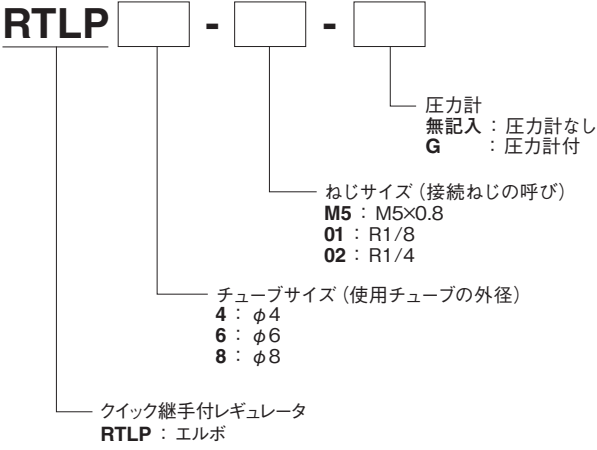 RTLP - -
圧力計
無記入：圧力計なし
G ：圧力計付
ねじサイズ（接続ねじの呼び）
M5：M5×0.8
01：R1/8
02：R1/4
チューブサイズ（使用チューブの外径）
4：φ4
6：φ6
8：φ8
クイック継手付レギュレータ
RTLP：エルボ